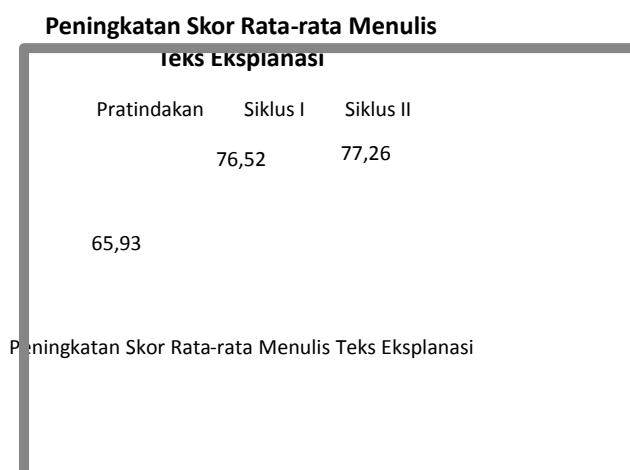 Peningkatan Skor Rata-rata Menulis
Teks Eksplanasi
Pratindakan Siklus I Siklus II
76,52 77,26
65,93
Peningkatan Skor Rata-rata Menulis Teks Eksplanasi